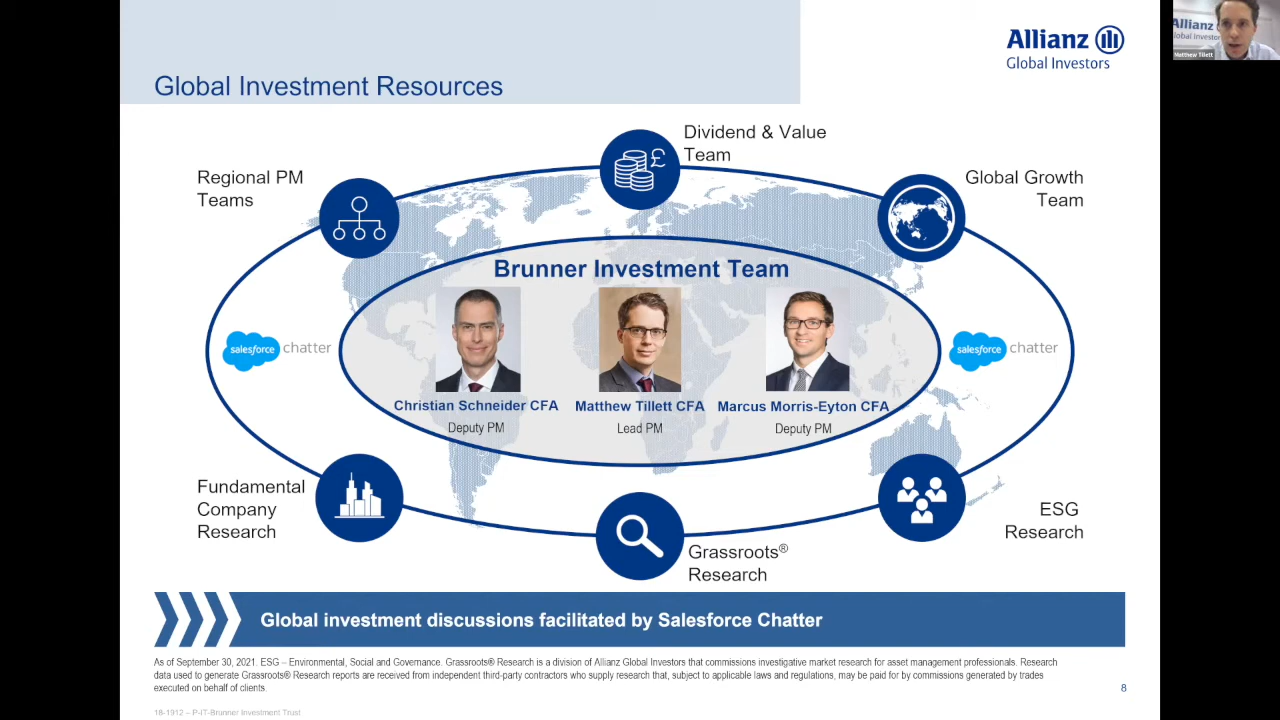 Allianz
Global Investors
Allianz
Global Investors
Matthew Tillett
Global Investment Resources
Dividend & Value
Team
Regional PM
Teams
Global Growth
Team
Brunner Investment Team
salesforce chatter
salesforce chatter
Christian Schneider CFA
Deputy PM
Matthew Tillett CFA
Lead PM
Marcus Morris-Eyton CFA
Deputy PM
Fundamental
Company
Research
Grassroots®
Research
ESG
Research
Global investment discussions facilitated by Salesforce Chatter
As of September 30, 2021. ESG – Environmental, Social and Governance. Grassroots® Research is a division of Allianz Global Investors that commissions investigative market research for asset management professionals. Research
data used to generate Grassroots® Research reports are received from independent third-party contractors who supply research that, subject to applicable laws and regulations, may be paid for by commissions generated by trades
executed on behalf of clients.
8
18-1912 – P-IT-Brunner Investment Trust